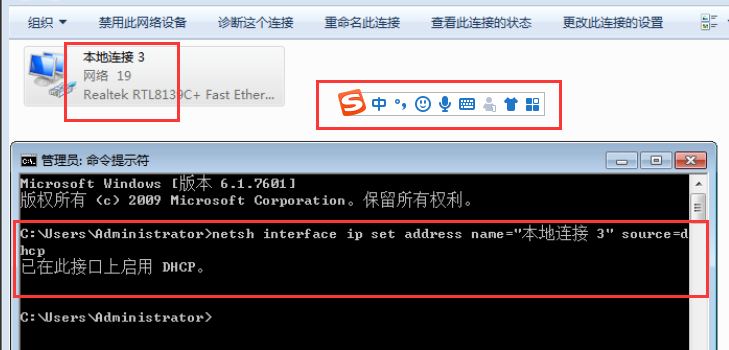 组织 禁用此网络设备 诊断这个连接 重命名此连接 查看此连接的状态 更改此连接的设置
本地连接 3
网络 19
Realtek RTL8139C+ Fast Ether...
S 中
管理员: 命令提示符
Microsoft Windows [版本 6.1.7601]
版权所有 (c) 2009 Microsoft Corporation。保留所有权利。
C:\Users\Administrator>netsh interface ip set address name="本地连接 3" source=d
hcp
已在此接口上启用 DHCP。
C:\Users\Administrator>